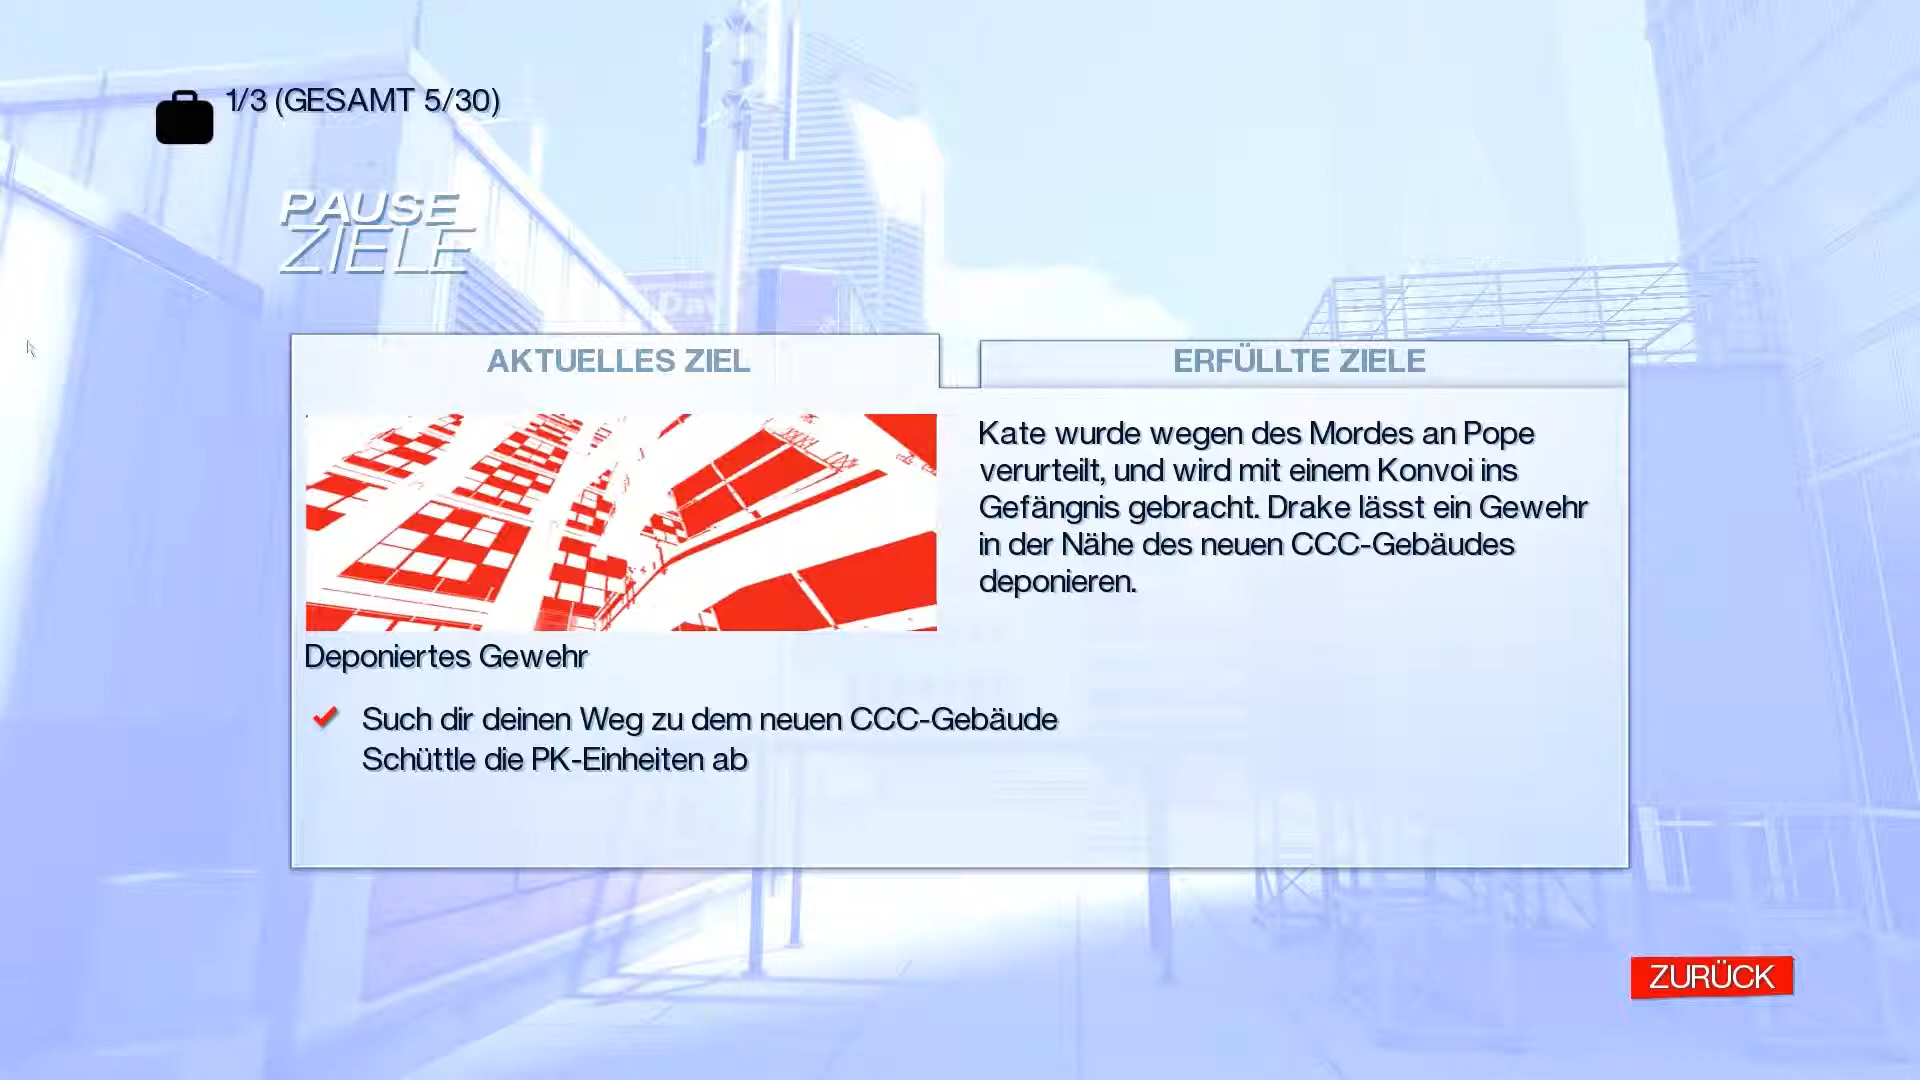 1/3 (GESAMT 5/30)
PAUSE
ZIELE
AKTUELLES ZIEL
ERFÜLLTE ZIELE
Kate wurde wegen des Mordes an Pope
verurteilt, und wird mit einem Konvoi ins
Gefängnis gebracht. Drake lässt ein Gewehr
in der Nähe des neuen CCC-Gebäudes
deponieren.
Deponiertes Gewehr
Such dir deinen Weg zu dem neuen CCC-Gebäude
Schüttle die PK-Einheiten ab
ZURÜCK